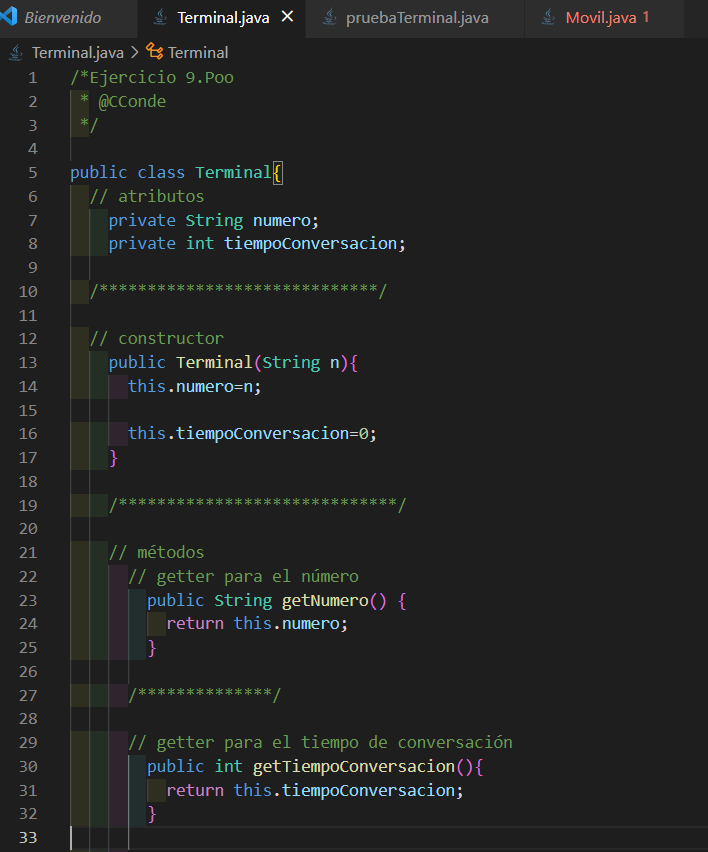 Bienvenido Terminal.java × pruebaTerminal.java Movil.java 1
Terminal.java > Terminal
1 /*Ejercicio 9.Poo
2 * @CConde
3 */
4
5 public class Terminal{
6 // atributos
7 private String numero;
8 private int tiempoConversacion;
9
10 /*****************************/
11
12 // constructor
13 public Terminal(String n){
14 this.numero=n;
15
16 this.tiempoConversacion=0;
17 }
18
19 /*****************************/
20
21 // métodos
22 // getter para el número
23 public String getNumero() {
24 return this.numero;
25 }
26
27 /**************/
28
29 // getter para el tiempo de conversación
30 public int getTiempoConversacion(){
31 return this.tiempoConversacion;
32 }
33